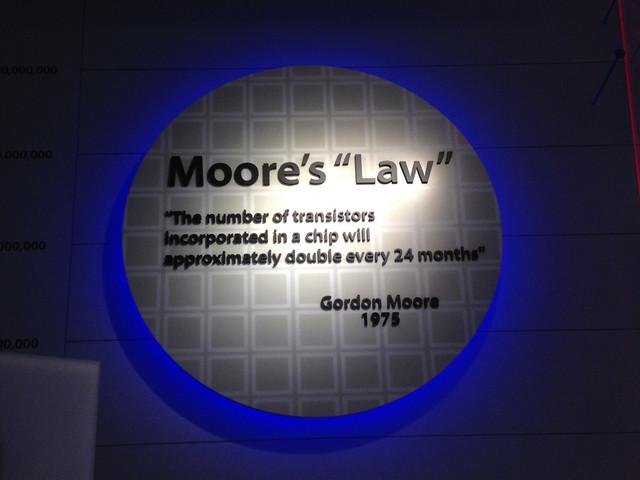 Moore's "Law"
"The number of transistors
incorporated in a chip will
approximately double every 24 months"
Gordon Moore
1975